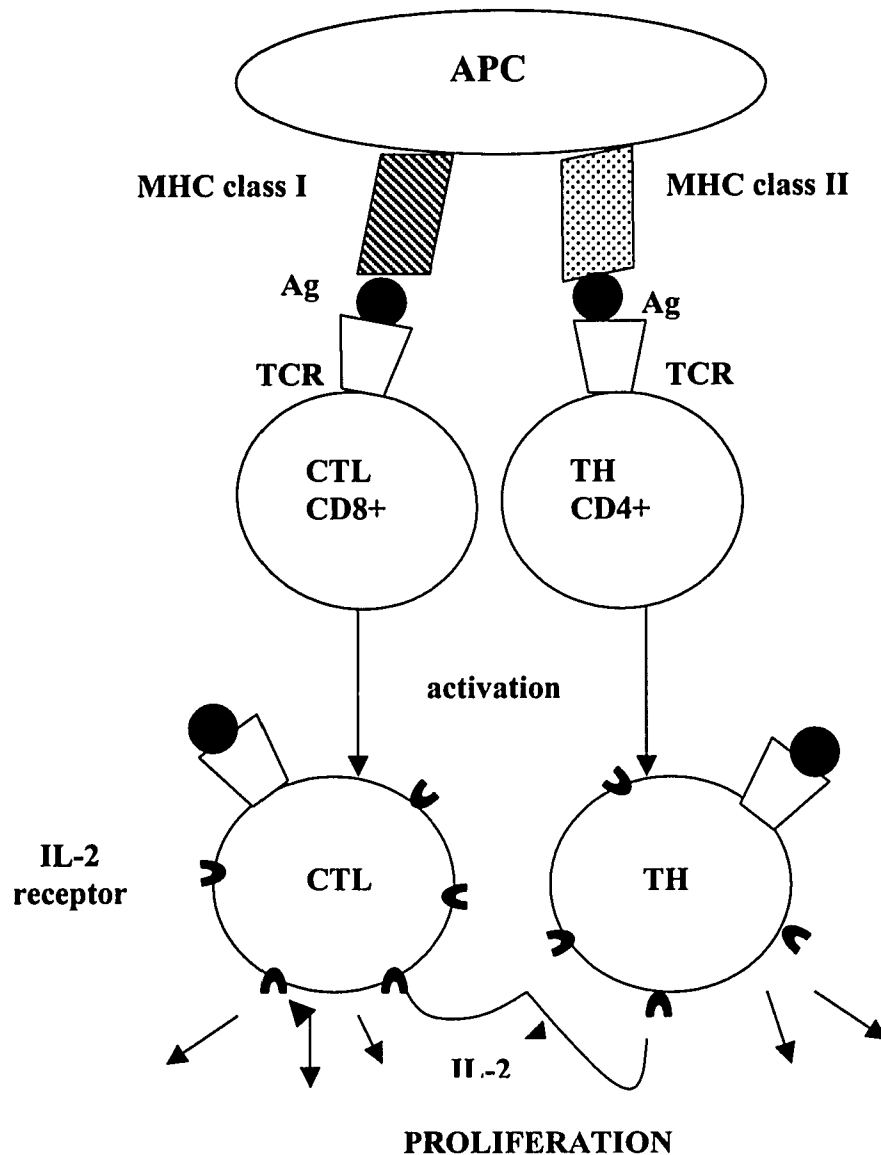 APC
MHC class I
MHC class II
Ag
Ag
TCR
TCR
CTL
CD8+
TH
CD4+
activation
IL-2
receptor
CTL
TH
IL-2
PROLIFERATION